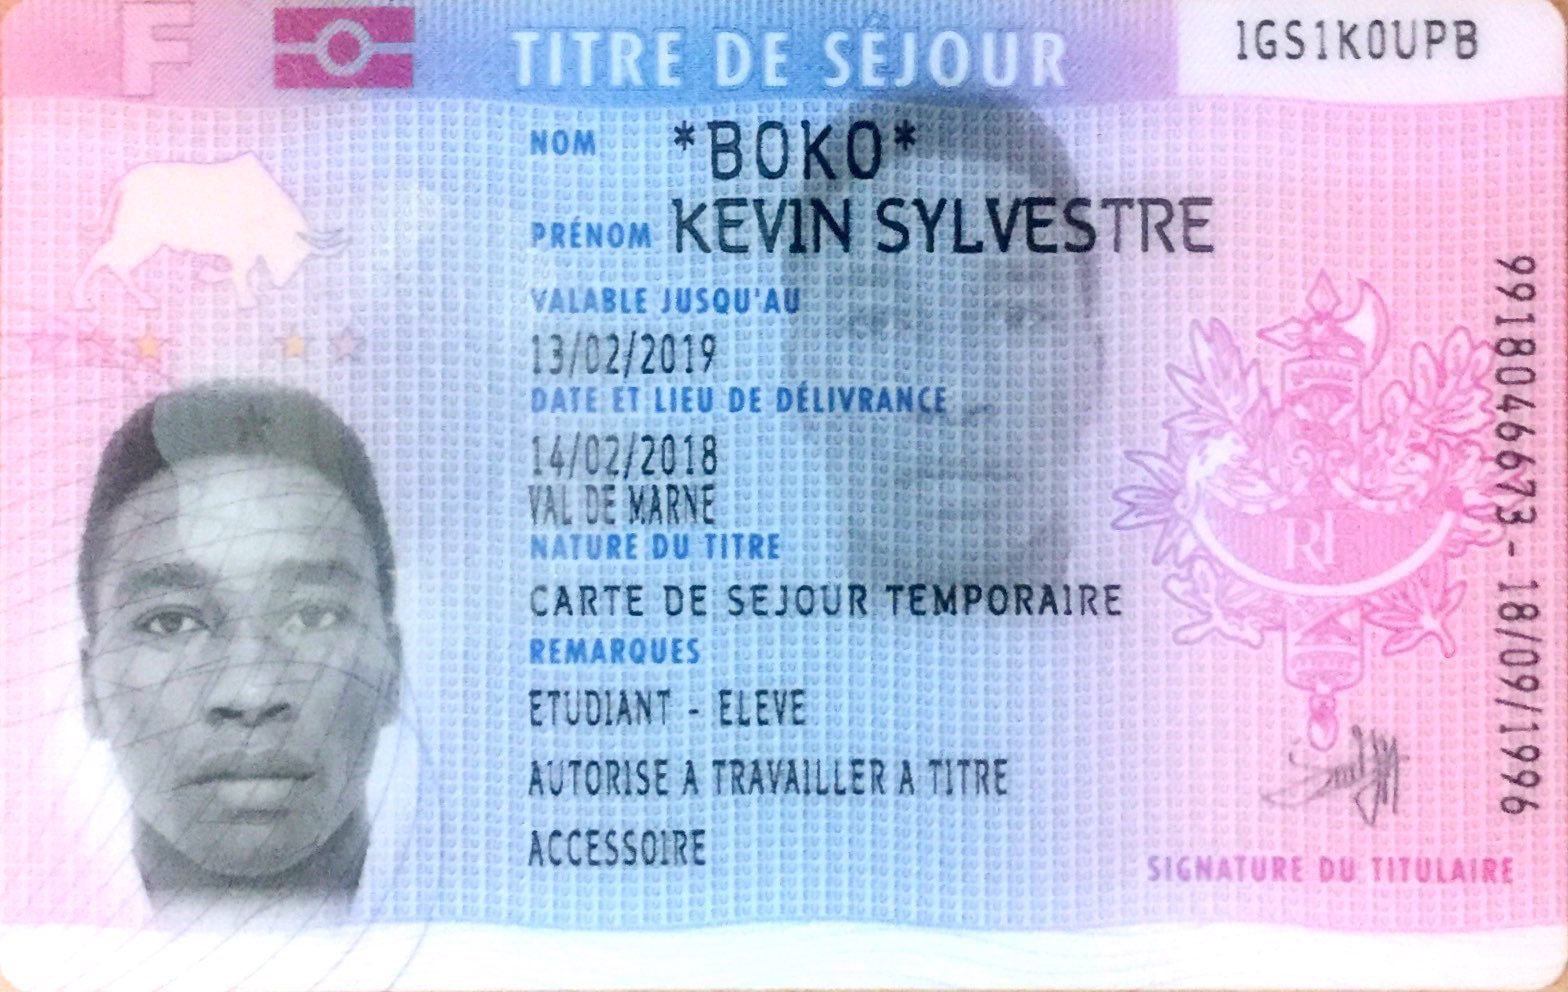 F
TITRE DE SÉJOUR
1GS1K0UPB
NOM *BOKO*
PRÉNOM KEVIN SYLVESTRE
VALABLE JUSQU'AU
13/02/2019
DATE ET LIEU DE DÉLIVRANCE
14/02/2018
VAL DE MARNE
NATURE DU TITRE
CARTE DE SEJOUR TEMPORAIRE
REMARQUES
ETUDIANT - ELEVE
AUTORISE A TRAVAILLER A TITRE
ACCESSOIRE
RF
SIGNATURE DU TITULAIRE
9918046673 - 18/09/1996